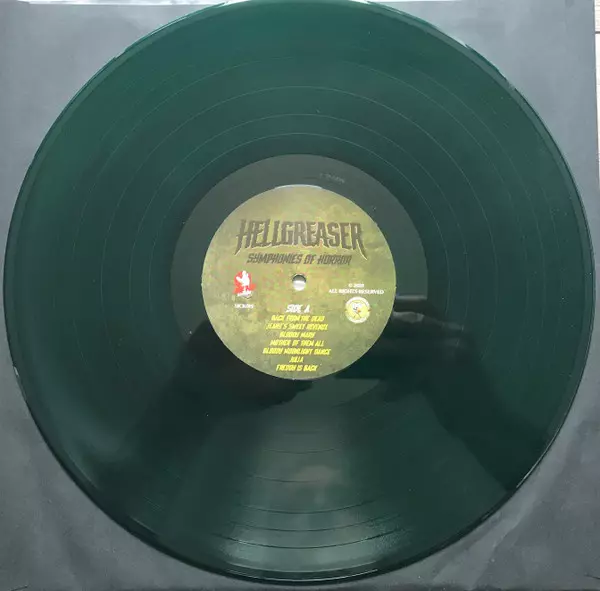 HELLGREASER
SYMPHONIES OF HORROR
ALL RIGHTS RESERVED
SIDE A
BACK FROM THE DEAD
SWEET REVENGE
BLOODY MARY
MOTHER OF THEM ALL
BLOODY MOONLIGHT DANCE
JULIA
FREDDY IS BACK